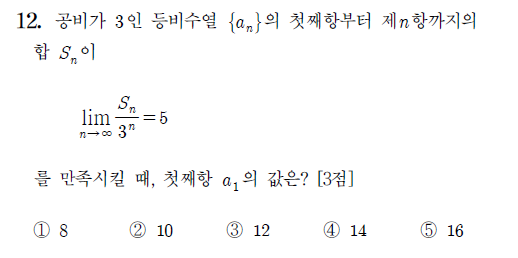 12. 공비가 3인 등비수열 {aₙ}의 첫째항부터 제n항까지의
합 Sₙ이
lim_{n→∞} Sₙ/3ⁿ = 5
를 만족시킬 때, 첫째항 a₁의 값은? [3점]
① 8 ② 10 ③ 12 ④ 14 ⑤ 16